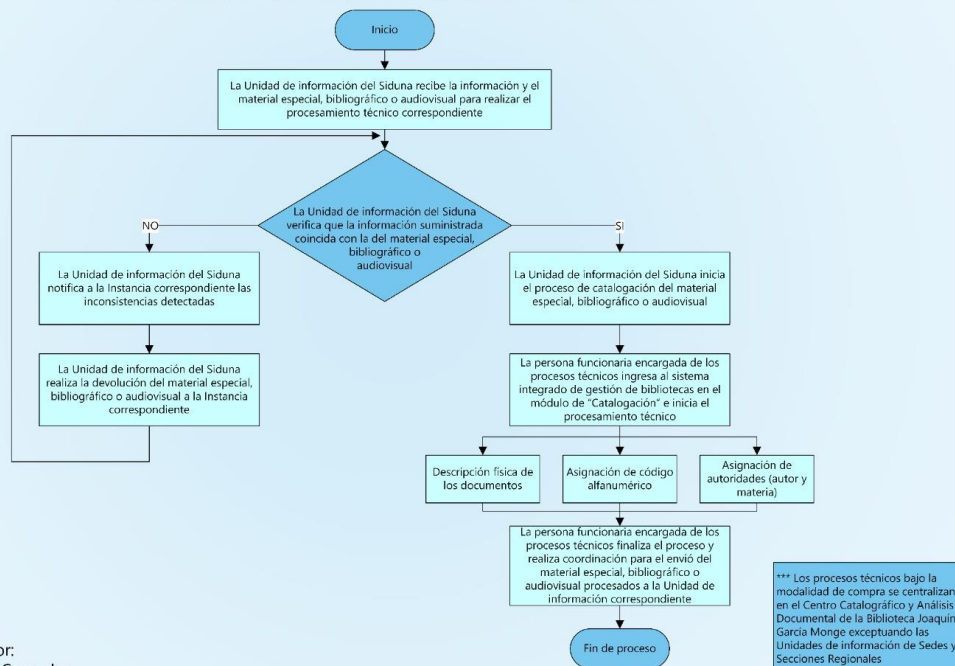 Inicio
La Unidad de información del Siduna recibe la información y el
material especial, bibliográfico o audiovisual para realizar el
procesamiento técnico correspondiente
La Unidad de información del Siduna
verifica que la información suministrada
coincida con la del material especial,
bibliográfico o
audiovisual
NO
SI
La Unidad de información del Siduna
notifica a la Instancia correspondiente las
inconsistencias detectadas
La Unidad de información del Siduna
realiza la devolución del material especial,
bibliográfico o audiovisual a la Instancia
correspondiente
La Unidad de información del Siduna inicia
el proceso de catalogación del material
especial, bibliográfico o audiovisual
La persona funcionaria encargada de los
procesos técnicos ingresa al sistema
integrado de gestión de bibliotecas en el
módulo de "Catalogación" e inicia el
procesamiento técnico
Descripción física de
los documentos
Asignación de código
alfanumérico
Asignación de
autoridades (autor y
materia)
La persona funcionaria encargada de los
procesos técnicos finaliza el proceso y
realiza coordinación para el envió del
material especial, bibliográfico o
audiovisual procesados a la Unidad de
información correspondiente
Fin de proceso
*** Los procesos técnicos bajo la
modalidad de compra se centralizan
en el Centro Catalográfico y Análisis
Documental de la Biblioteca Joaquín
García Monge exceptuando las
Unidades de información de Sedes y
Secciones Regionales
or: